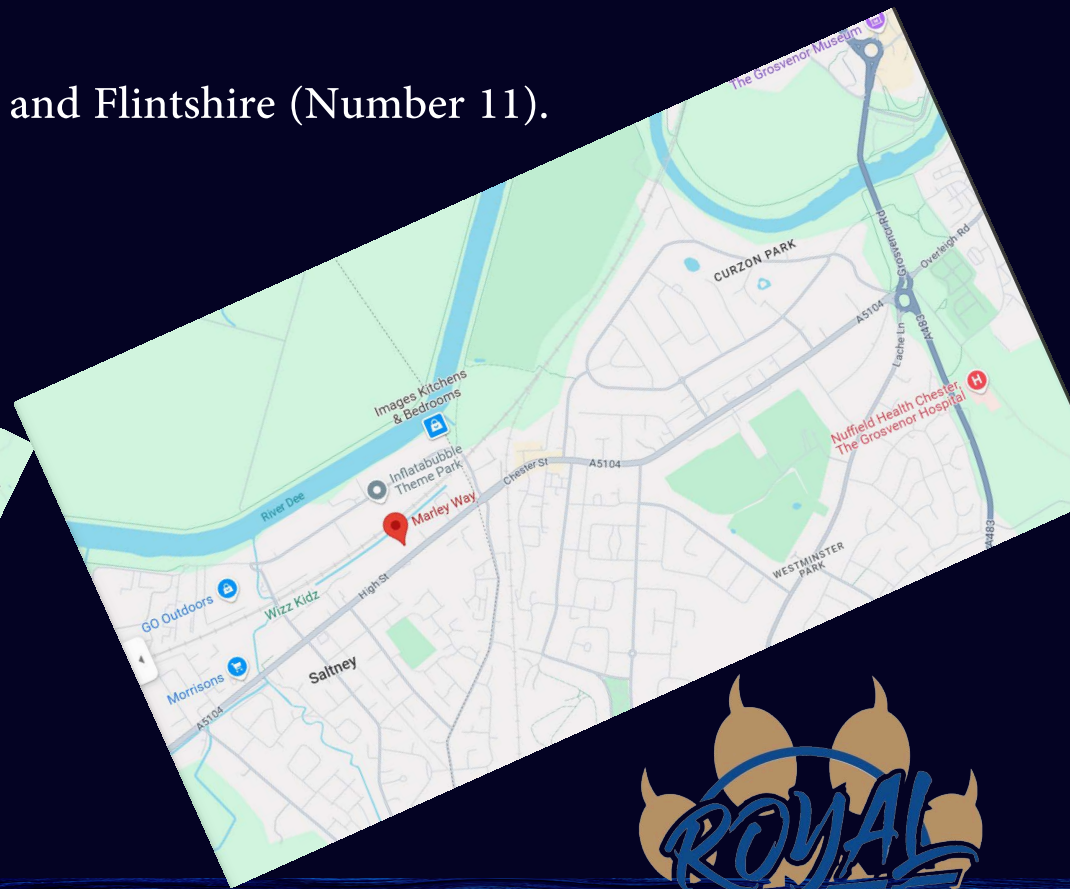 and Flintshire (Number 11).
The Grosvenor Museum
CURZON PARK
Grosvenor Rd
Overleigh Rd
A5104
Lache Ln
A483
Images Kitchens
& Bedrooms
Nuffield Health Chester,
The Grosvenor Hospital
Inflatabubble
Theme Park
Chester St
A5104
River Dee
Marley Way
A483
WESTMINSTER
PARK
GO Outdoors
Wizz Kidz
High St
Saltney
Morrisons
A5104
ROYAL